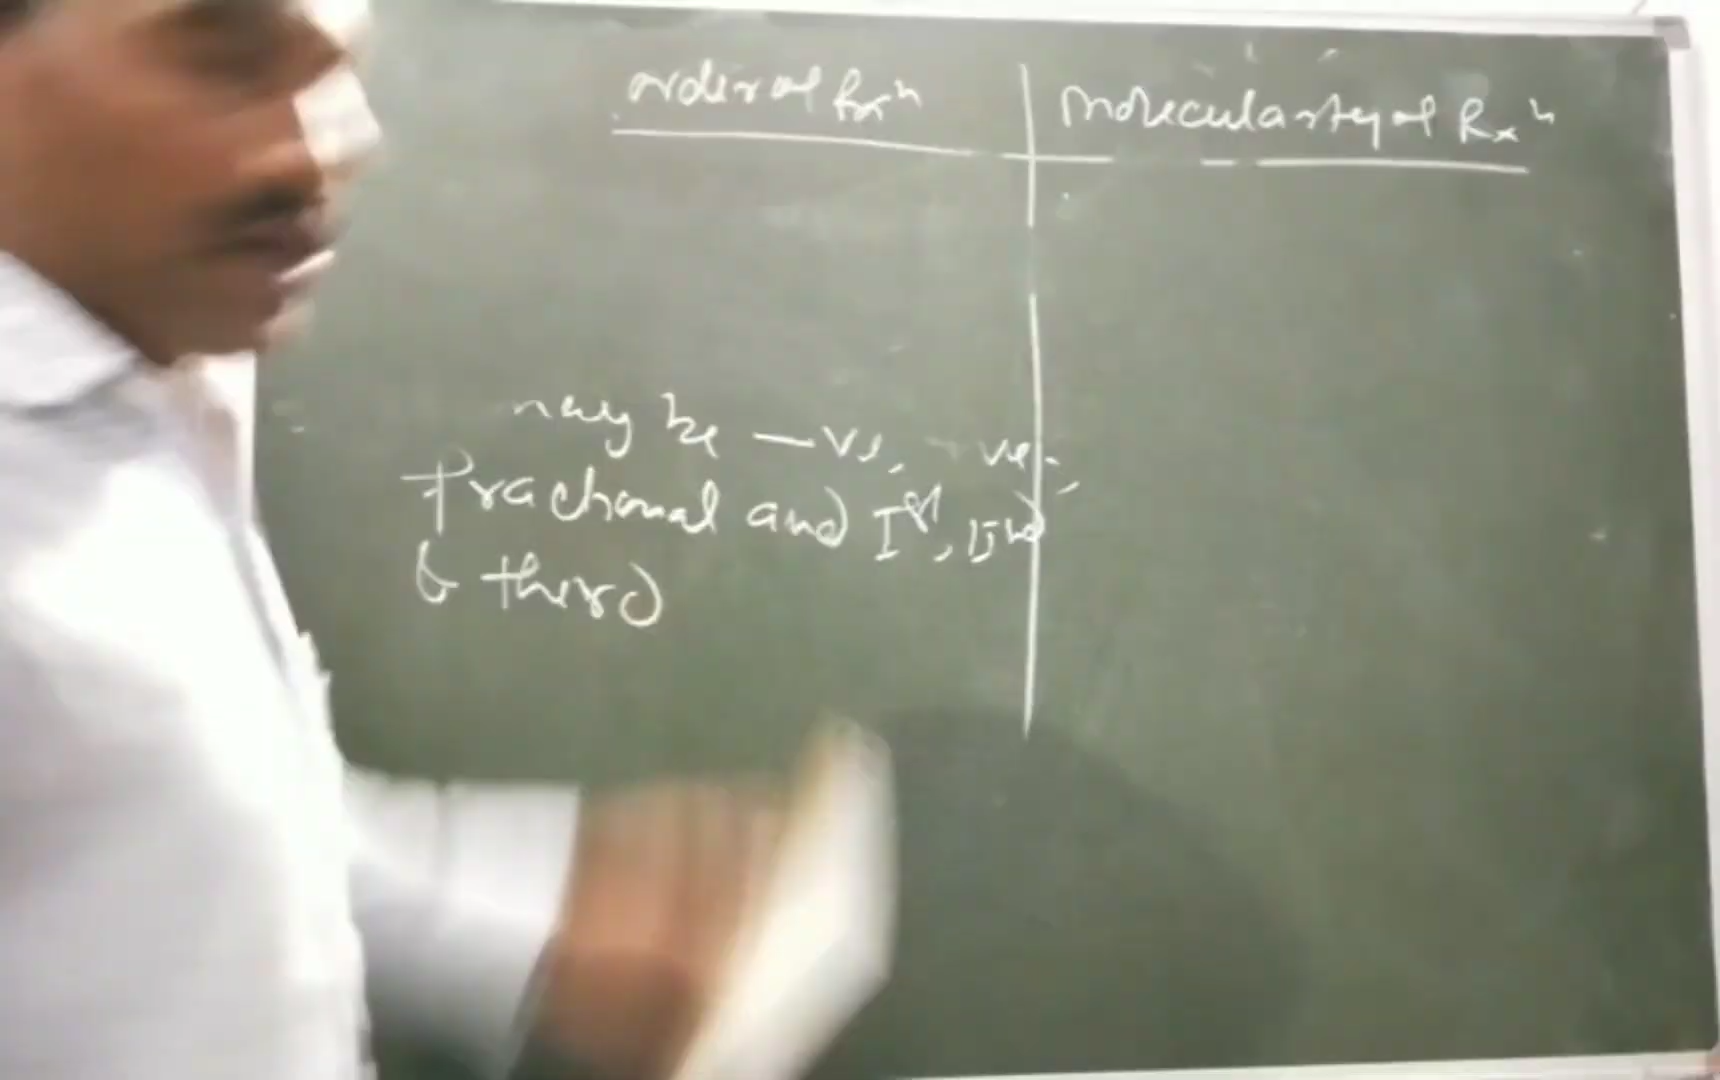 order of Rxⁿ
Molecularity of Rxⁿ
may be –ve, -ve,
fractional and Iˢᵗ, IInd
& third